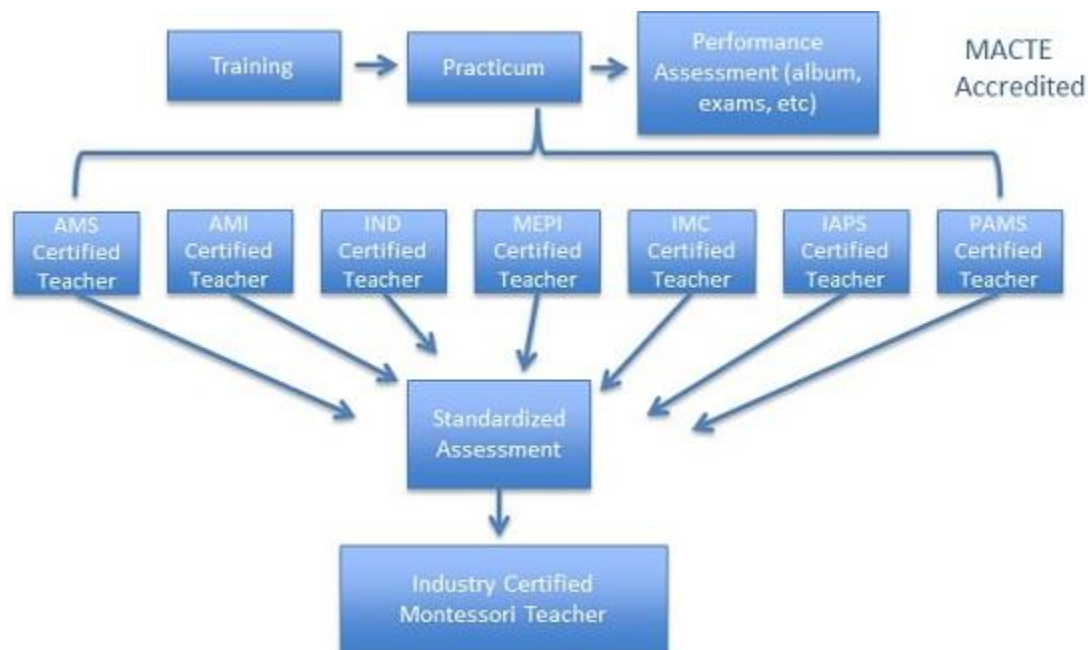 Training
Practicum
Performance
Assessment (album,
exams, etc)
MACTE
Accredited
AMS
Certified
Teacher
AMI
Certified
Teacher
IND
Certified
Teacher
MEPI
Certified
Teacher
IMC
Certified
Teacher
IAPS
Certified
Teacher
PAMS
Certified
Teacher
Standardized
Assessment
Industry Certified
Montessori Teacher